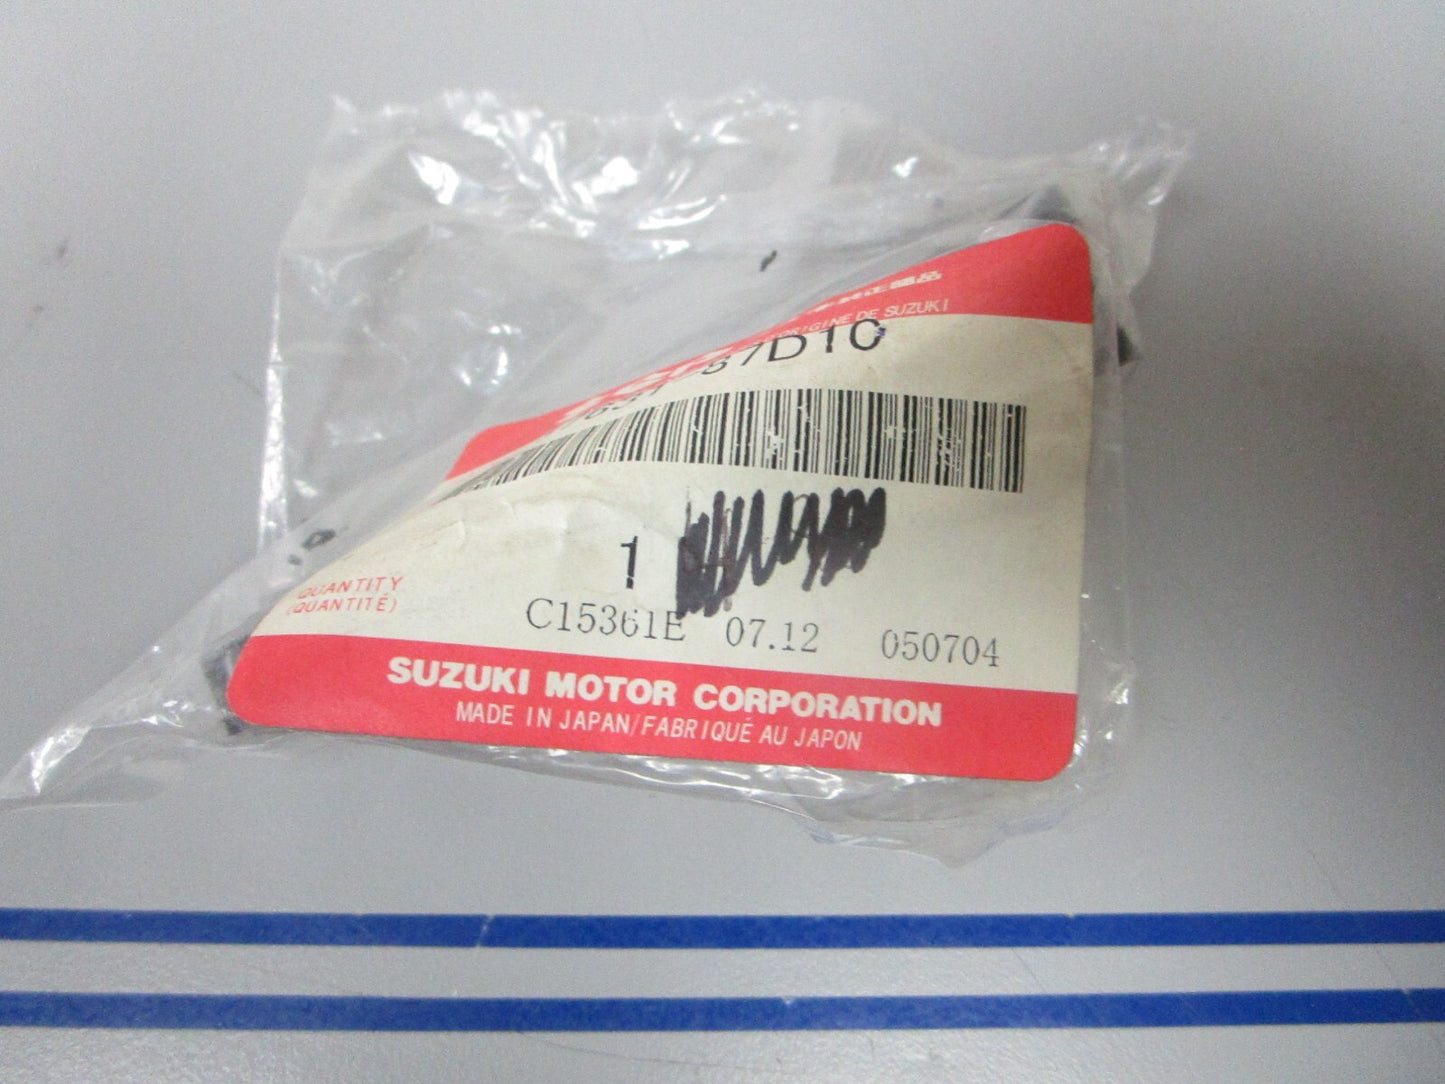 ORIGINE DE SUZUKI
87D10
QUANTITY
(QUANTITÉ)
1
C15361E 07.12 050704
SUZUKI MOTOR CORPORATION
MADE IN JAPAN/FABRIQUÉ AU JAPON